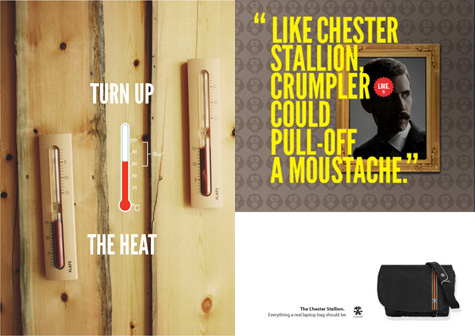 TURN UP
°C
THE HEAT
“ LIKE CHESTER
STALLION,
CRUMPLER
COULD
PULL-OFF
A MOUSTACHE.”
LIKE.
The Chester Stallion.
Everything a real laptop bag should be.